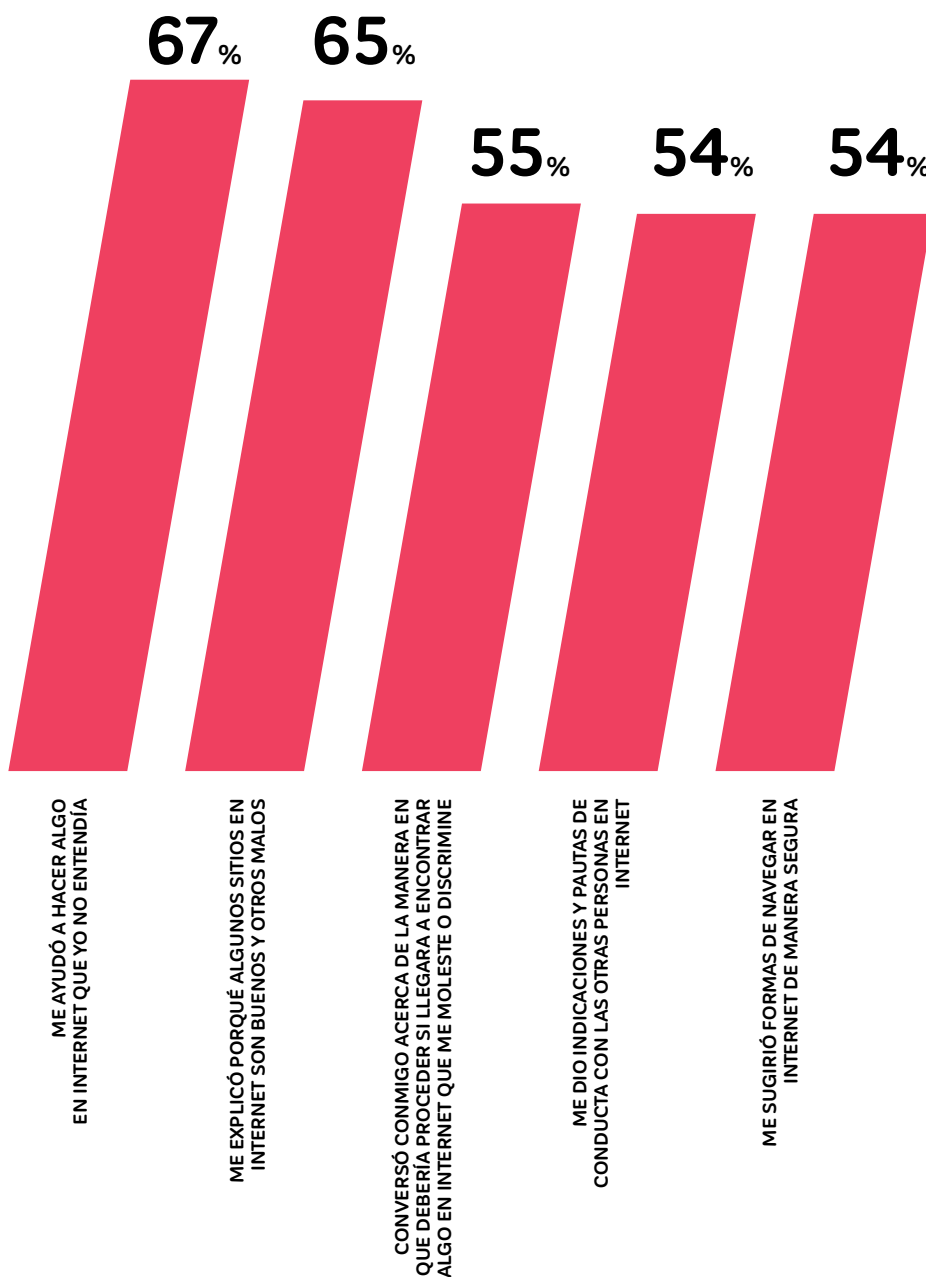 67%
65%
55%
54%
54%
ME AYUDÓ A HACER ALGO
EN INTERNET QUE YO NO ENTENDÍA
ME EXPLICÓ PORQUÉ ALGUNOS SITIOS EN
INTERNET SON BUENOS Y OTROS MALOS
CONVERSÓ CONMIGO ACERCA DE LA MANERA EN
QUE DEBERÍA PROCEDER SI LLEGARA A ENCONTRAR
ALGO EN INTERNET QUE ME MOLESTE O DISCRIMINE
ME DIO INDICACIONES Y PAUTAS DE
CONDUCTA CON LAS OTRAS PERSONAS EN
INTERNET
ME SUGIRIÓ FORMAS DE NAVEGAR EN
INTERNET DE MANERA SEGURA